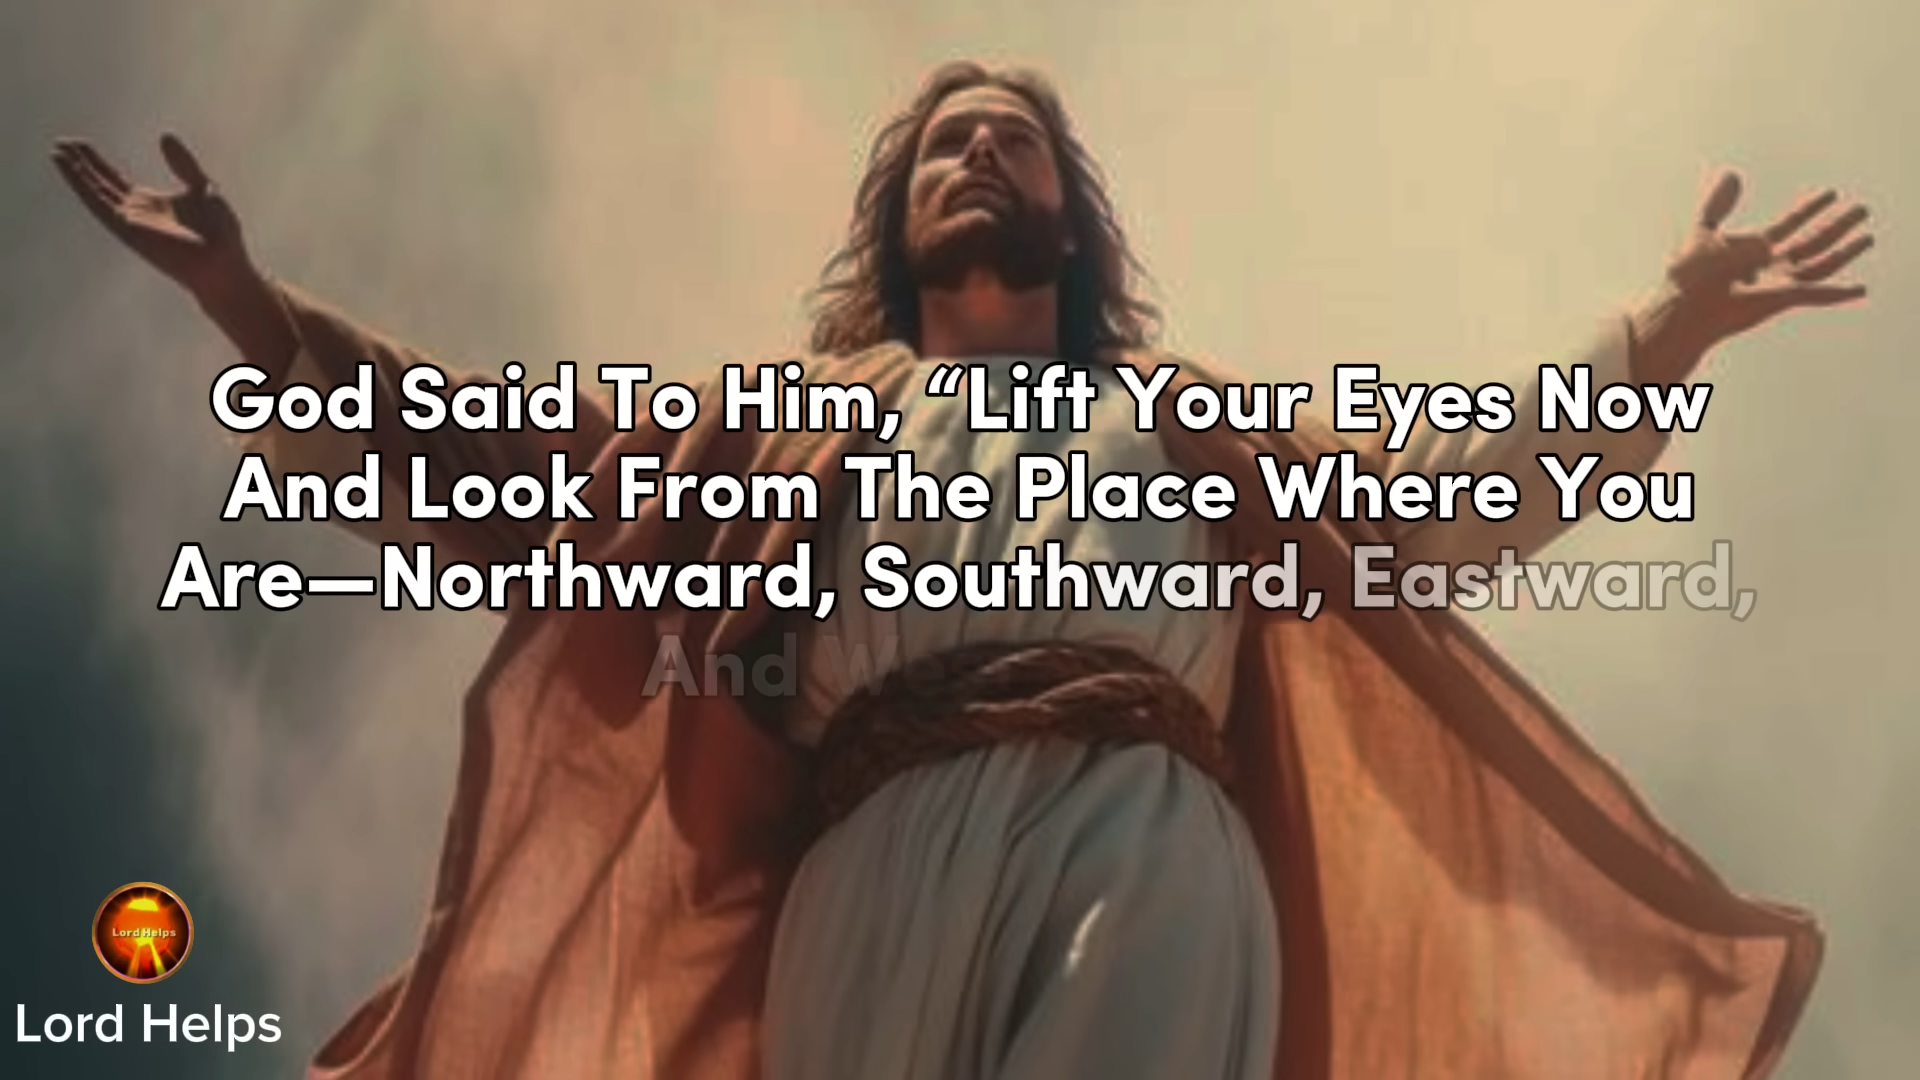 God Said To Him, “Lift Your Eyes Now
And Look From The Place Where You
Are—Northward, Southward, Eastward,
And We
Lord Helps
Lord Helps